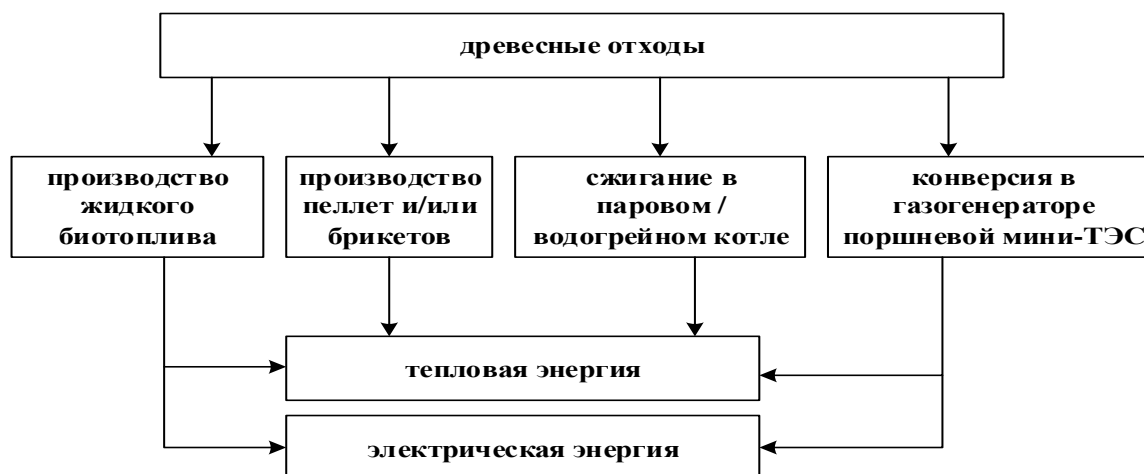 древесные отходы
производство
жидкого
биотоплива
производство
пеллет и/или
брикетов
сжигание в
паровом /
водогрейном котле
конверсия в
газогенераторе
поршневой мини-ТЭС
тепловая энергия
электрическая энергия